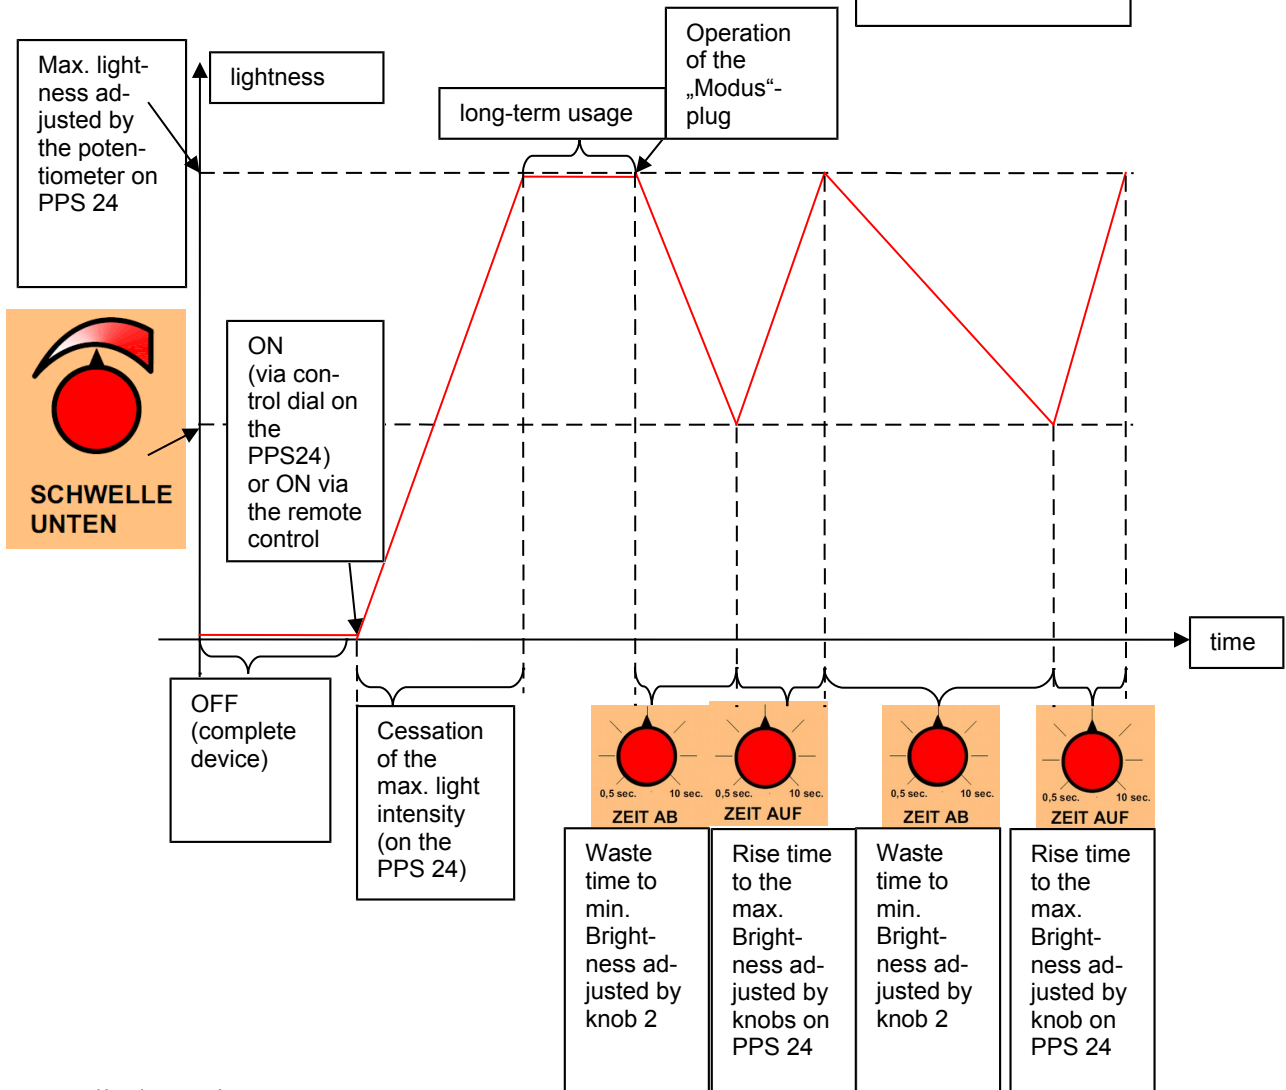 Max. light-
ness ad-
justed by
the poten-
tiometer on
PPS 24
lightness
long-term usage
Operation
of the
„Modus“-
plug
SCHWELLE
UNTEN
ON
(via con-
trol dial on
the
PPS24)
or ON via
the remote
control
time
OFF
(complete
device)
Cessation
of the
max. light
intensity
(on the
PPS 24)
0,5 sec. 10 sec.
ZEIT AB
0,5 sec. 10 sec.
ZEIT AUF
0,5 sec. 10 sec.
ZEIT AB
0,5 sec. 10 sec.
ZEIT AUF
Waste
time to
min.
Bright-
ness ad-
justed by
knob 2
Rise time
to the
max.
Bright-
ness ad-
justed by
knobs on
PPS 24
Waste
time to
min.
Bright-
ness ad-
justed by
knob 2
Rise time
to the
max.
Bright-
ness ad-
justed by
knob on
PPS 24